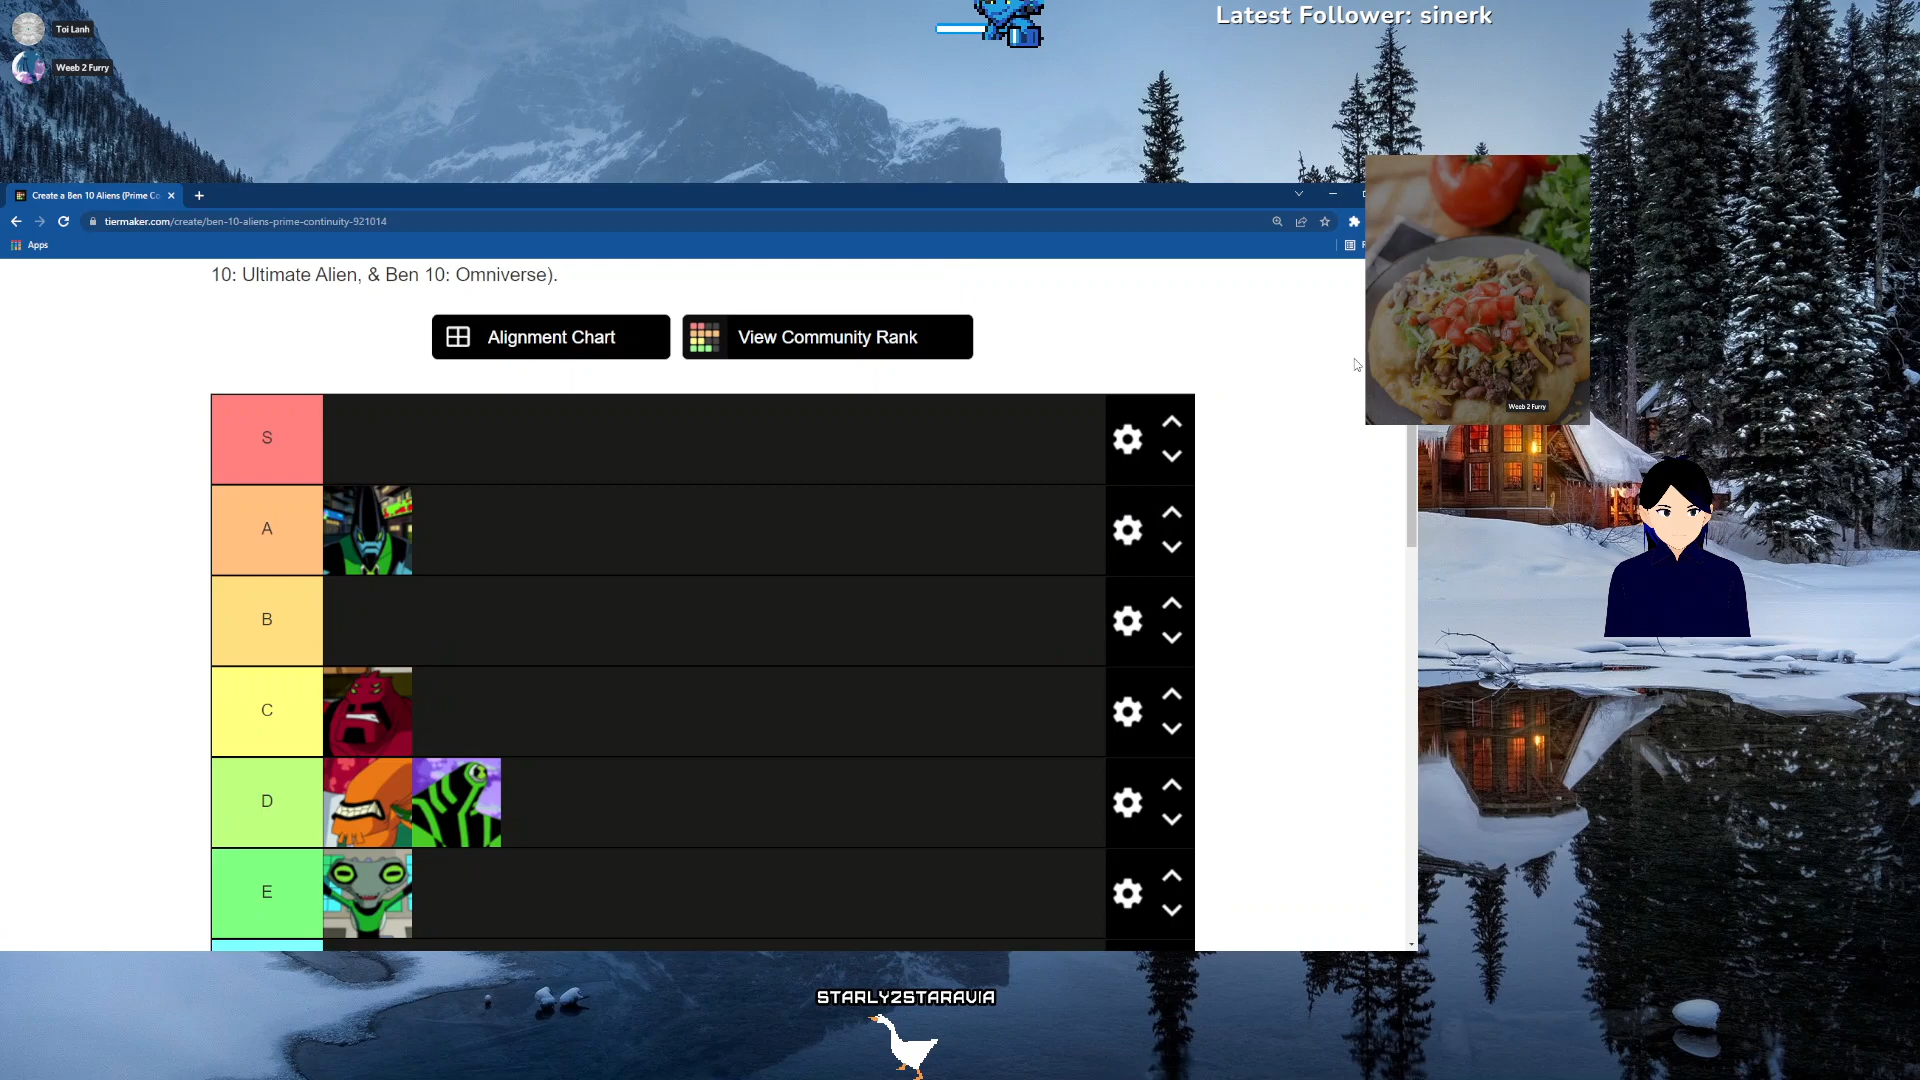 Toi Lanh
Weeb 2 Furry
Latest Follower: sinerk
Create a Ben 10 Aliens (Prime Co
tiermaker.com/create/ben-10-aliens-prime-continuity-921014
Apps
10: Ultimate Alien, & Ben 10: Omniverse).
Alignment Chart
View Community Rank
Weeb 2 Furry
S
A
B
C
D
E
STARLY2STARAVIA